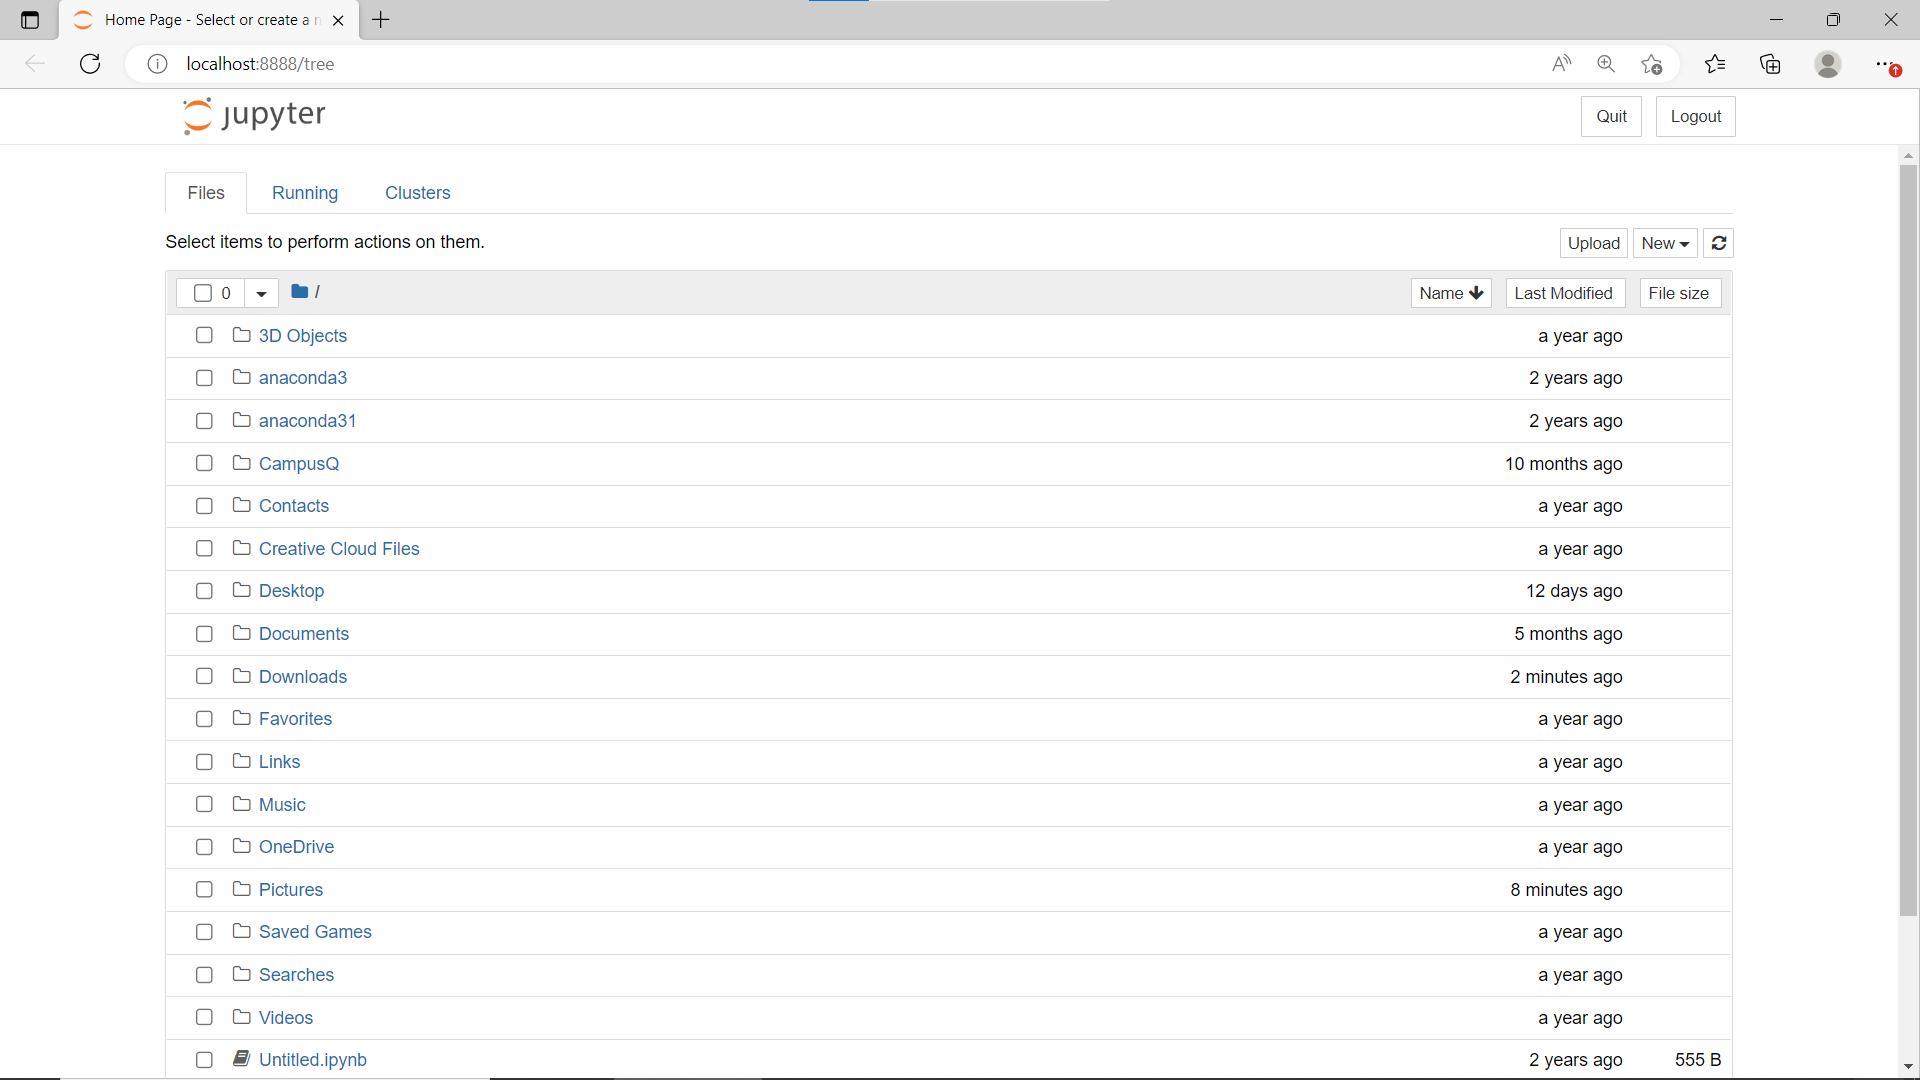 Home Page - Select or create a n
localhost:8888/tree
jupyter
Quit
Logout
Files
Running
Clusters
Select items to perform actions on them.
Upload
New
0
/
Name
Last Modified
File size
3D Objects a year ago
anaconda3 2 years ago
anaconda31 2 years ago
CampusQ 10 months ago
Contacts a year ago
Creative Cloud Files a year ago
Desktop 12 days ago
Documents 5 months ago
Downloads 2 minutes ago
Favorites a year ago
Links a year ago
Music a year ago
OneDrive a year ago
Pictures 8 minutes ago
Saved Games a year ago
Searches a year ago
Videos a year ago
Untitled.ipynb 2 years ago 555 B